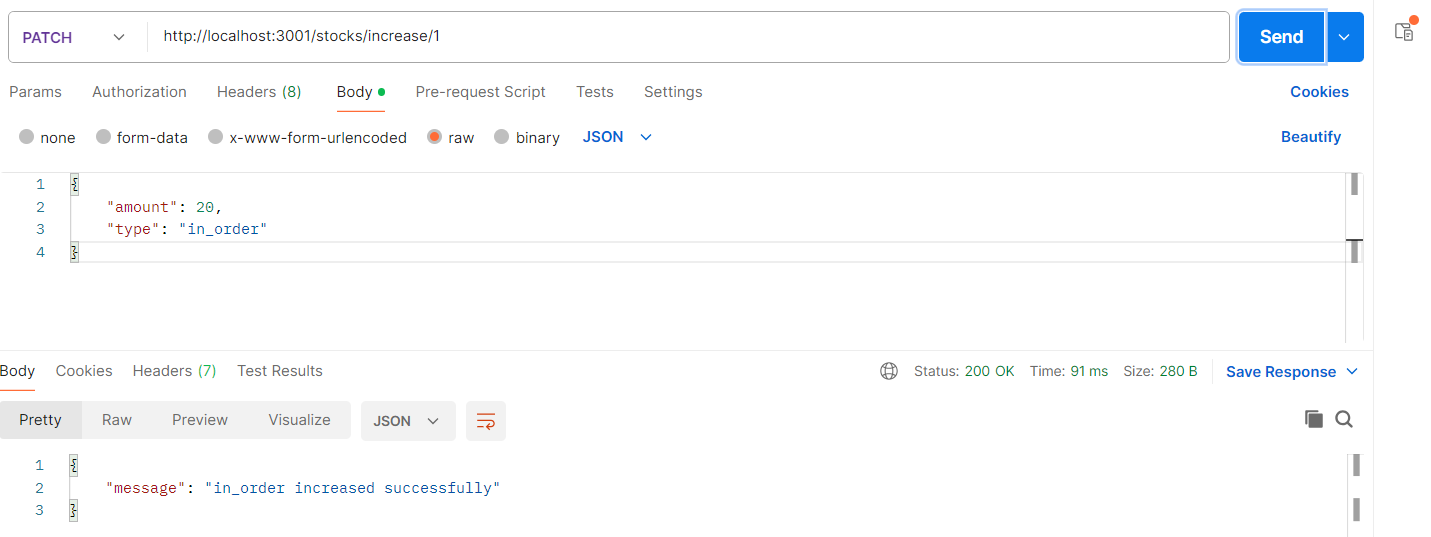 PATCH http://localhost:3001/stocks/increase/1 Send
Params Authorization Headers (8) Body Pre-request Script Tests Settings Cookies
none form-data x-www-form-urlencoded raw binary JSON Beautify
1 {
2 "amount": 20,
3 "type": "in_order"
4 }
Body Cookies Headers (7) Test Results Status: 200 OK Time: 91 ms Size: 280 B Save Response
Pretty Raw Preview Visualize JSON
1 {
2 "message": "in_order increased successfully"
3 }